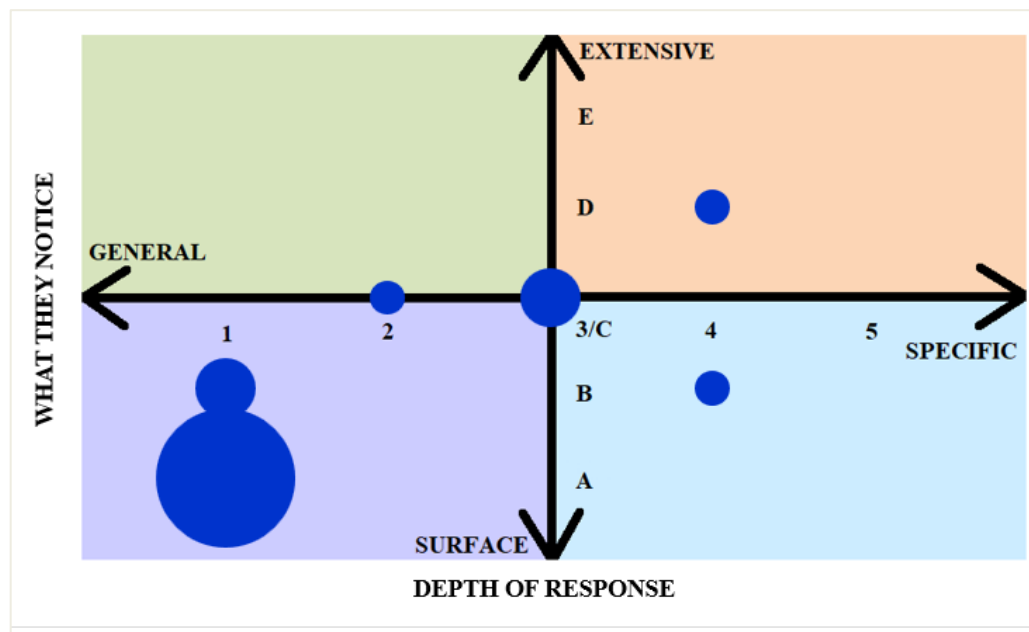 EXTENSIVE
E
D
GENERAL
WHAT THEY NOTICE
1
2
3/C
4
5
SPECIFIC
B
A
SURFACE
DEPTH OF RESPONSE